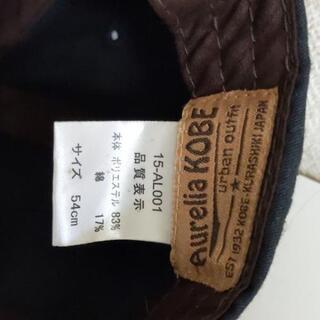 15-AL001
品質表示
本体 ポリエステル 83%
綿 17%
サイズ 54cm
Aurelia KOBE
urban outfit
EST 1932 KOBE KURASHIKI JAPAN